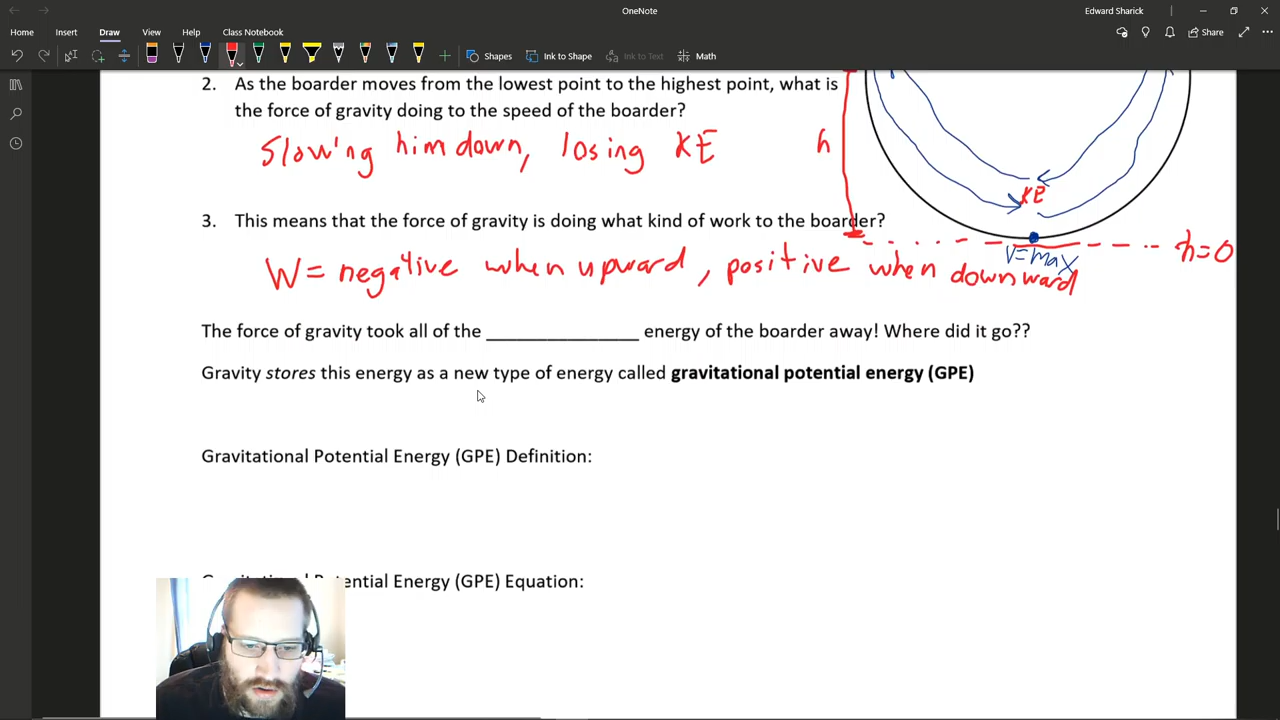 OneNote
Edward Sharick
Home Insert Draw View Help Class Notebook
Share
Shapes Ink to Shape Ink to Text Math
2. As the boarder moves from the lowest point to the highest point, what is
the force of gravity doing to the speed of the boarder?
Slowing him down, losing KE
h
KE
3. This means that the force of gravity is doing what kind of work to the boarder?
h=0
V=max
W= negative when upward, positive when downward
The force of gravity took all of the _______________ energy of the boarder away! Where did it go??
Gravity stores this energy as a new type of energy called gravitational potential energy (GPE)
Gravitational Potential Energy (GPE) Definition:
Potential Energy (GPE) Equation: